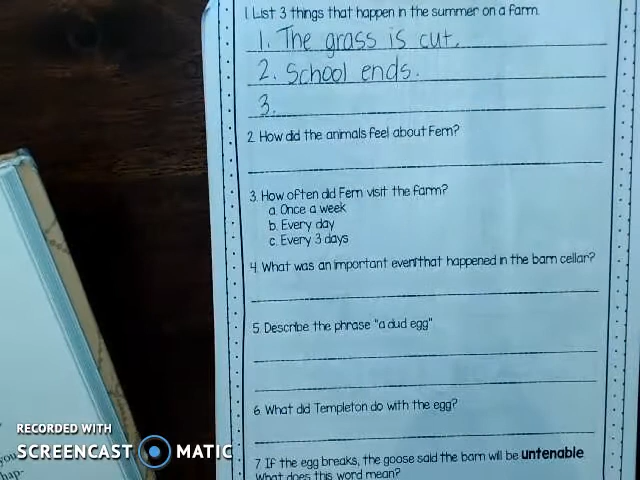 1. List 3 things that happen in the summer on a farm.
1. The grass is cut.
2. School ends.
3.
2. How did the animals feel about Fern?
3. How often did Fern visit the farm?
a. Once a week
b. Every day
c. Every 3 days
4. What was an important event that happened in the barn cellar?
5. Describe the phrase "a dud egg"
6. What did Templeton do with the egg?
7. If the egg breaks, the goose said the barn will be untenable
What does this word mean?
you
hap-
RECORDED WITH
SCREENCAST MATIC